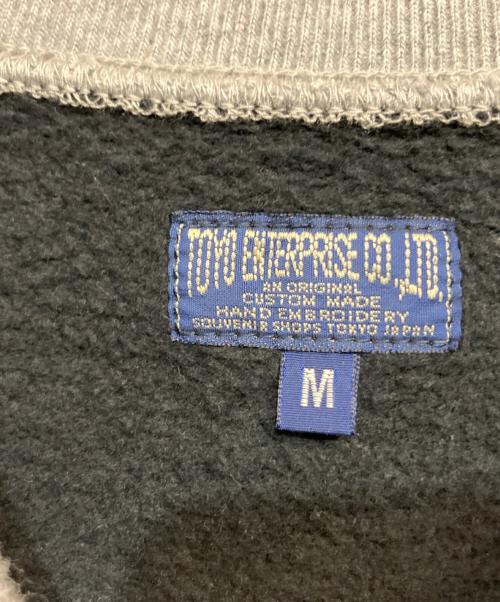 TOYO ENTERPRISE CO.,LTD.
AN ORIGINAL
CUSTOM MADE
HAND EMBROIDERY
SOUVENIR SHOPS TOKYO JAPAN
M